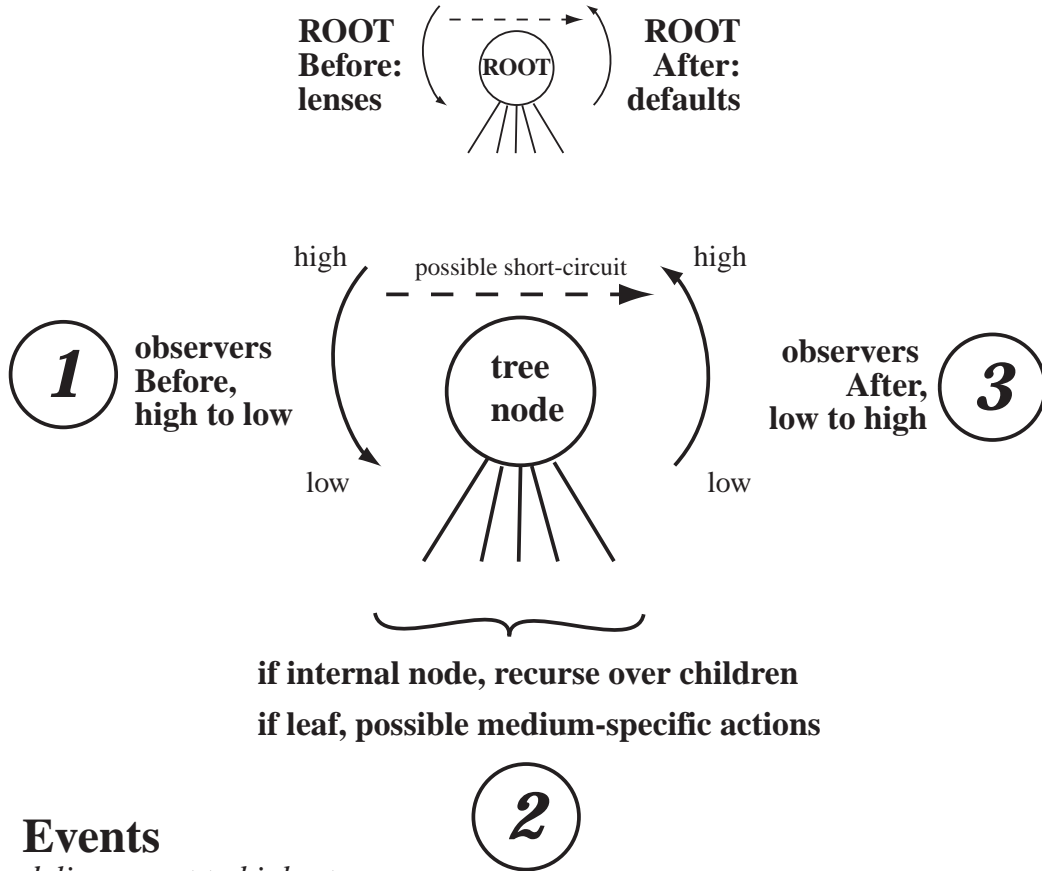 ROOT
Before:
lenses
ROOT
ROOT
After:
defaults
high
possible short-circuit
high
1
observers
Before,
high to low
tree
node
observers
After,
low to high
3
low
low
if internal node, recurse over children
if leaf, possible medium-specific actions
2
Events